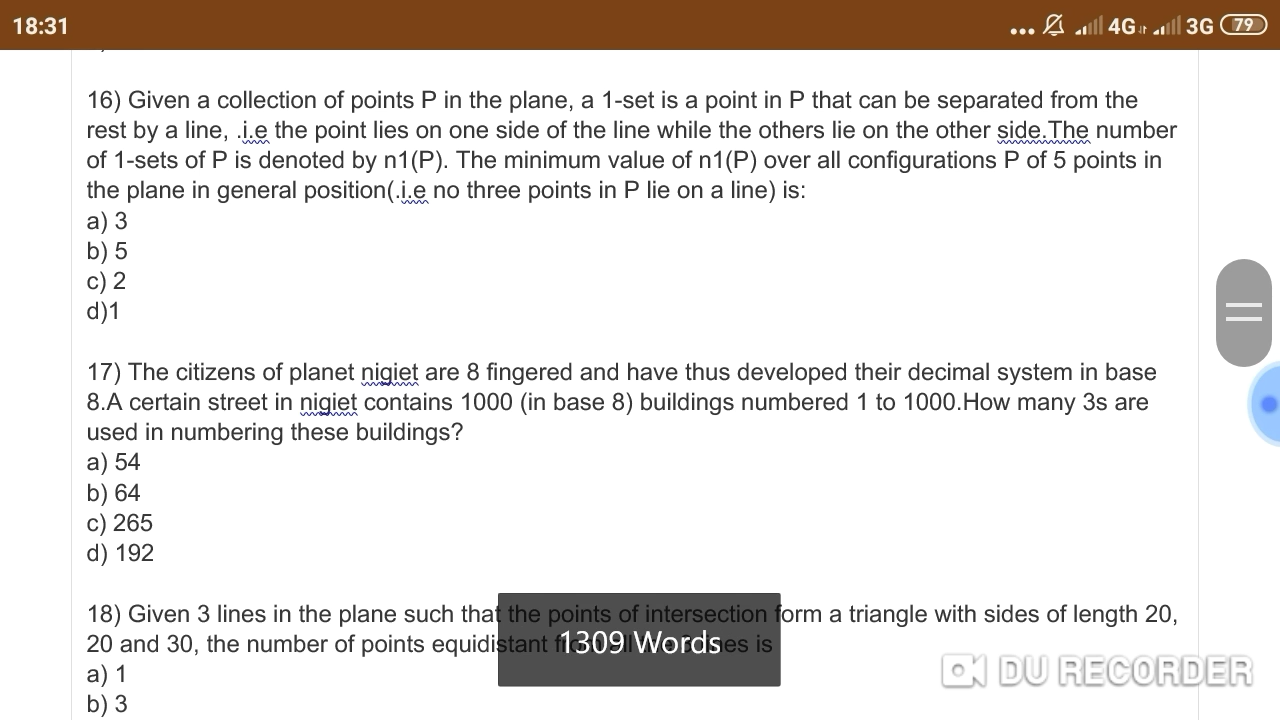 18:31
... 4G 3G 79
16) Given a collection of points P in the plane, a 1-set is a point in P that can be separated from the
rest by a line, .i.e the point lies on one side of the line while the others lie on the other side.The number
of 1-sets of P is denoted by n1(P). The minimum value of n1(P) over all configurations P of 5 points in
the plane in general position(.i.e no three points in P lie on a line) is:
a) 3
b) 5
c) 2
d)1
17) The citizens of planet nigiet are 8 fingered and have thus developed their decimal system in base
8.A certain street in nigiet contains 1000 (in base 8) buildings numbered 1 to 1000.How many 3s are
used in numbering these buildings?
a) 54
b) 64
c) 265
d) 192
18) Given 3 lines in the plane such that the points of intersection form a triangle with sides of length 20,
20 and 30, the number of points equidistant is
1309 Words
a) 1
b) 3
DU RECORDER